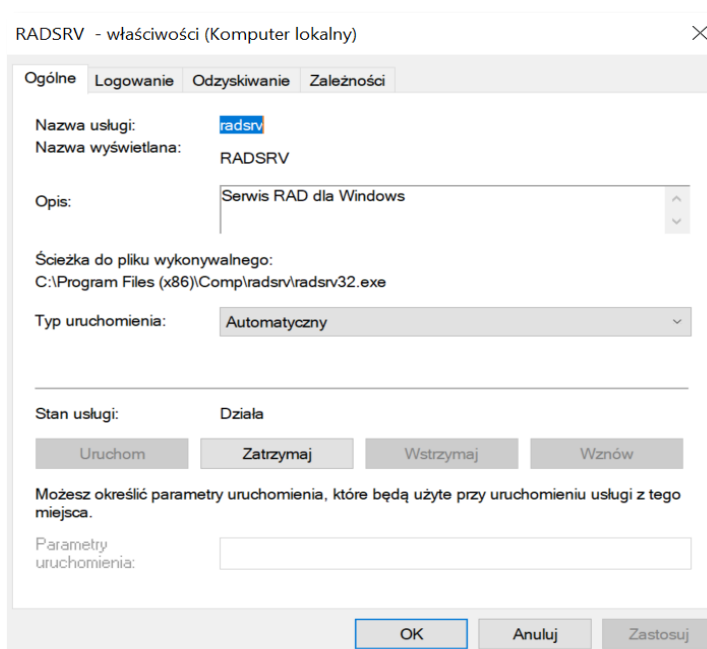 RADSRV - właściwości (Komputer lokalny)
Ogólne Logowanie Odzyskiwanie Zależności
Nazwa usługi: radsrv
Nazwa wyświetlana: RADSRV
Opis: Serwis RAD dla Windows
Ścieżka do pliku wykonywalnego:
C:\Program Files (x86)\Comp\radsrv\radsrv32.exe
Typ uruchomienia: Automatyczny
Stan usługi: Działa
Uruchom Zatrzymaj Wstrzymaj Wznów
Możesz określić parametry uruchomienia, które będą użyte przy uruchomieniu usługi z tego
miejsca.
Parametry
uruchomienia:
OK Anuluj Zastosuj